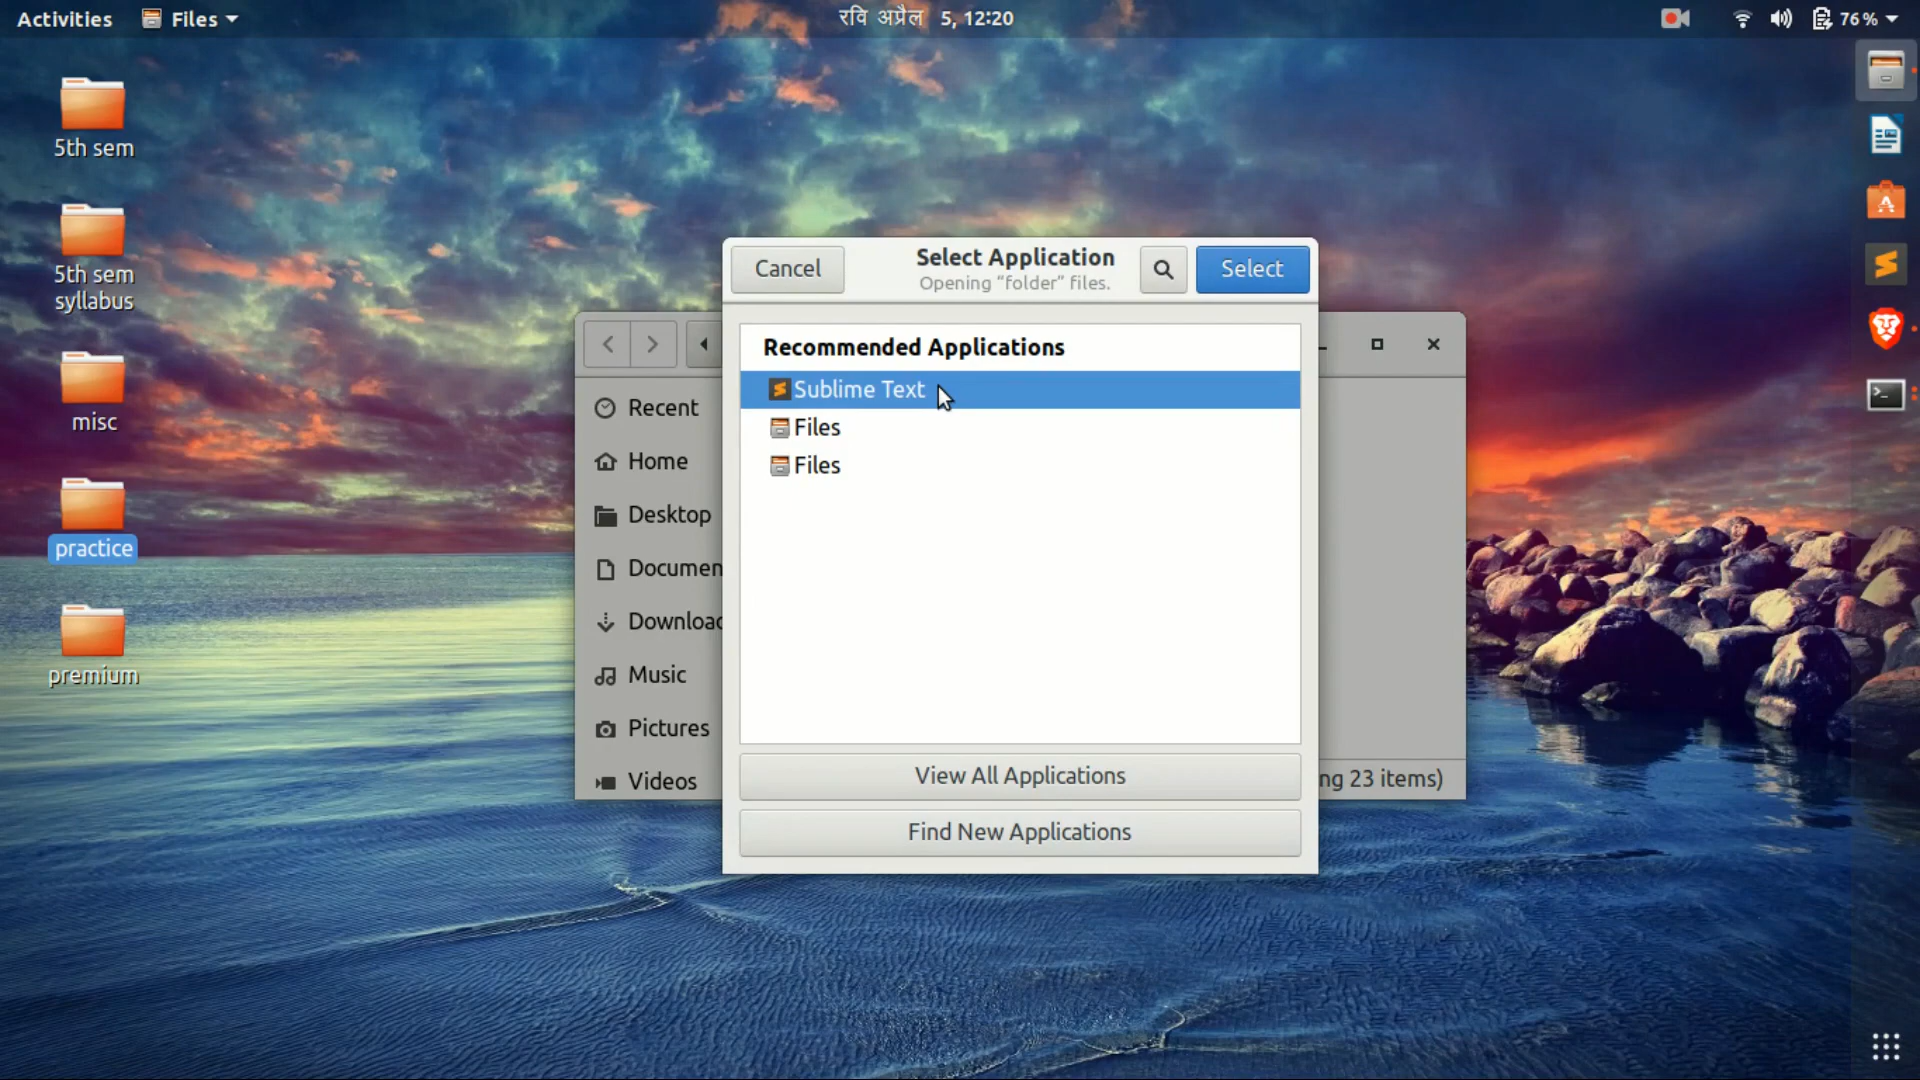 Activities
Files
रवि अप्रैल 5, 12:20
76%
5th sem
5th sem
syllabus
misc
practice
premium
Cancel
Select Application
Opening “folder” files.
Select
Recommended Applications
Sublime Text
Files
Files
View All Applications
Find New Applications
Recent
Home
Desktop
Documen
Downloac
Music
Pictures
Videos
ng 23 items)